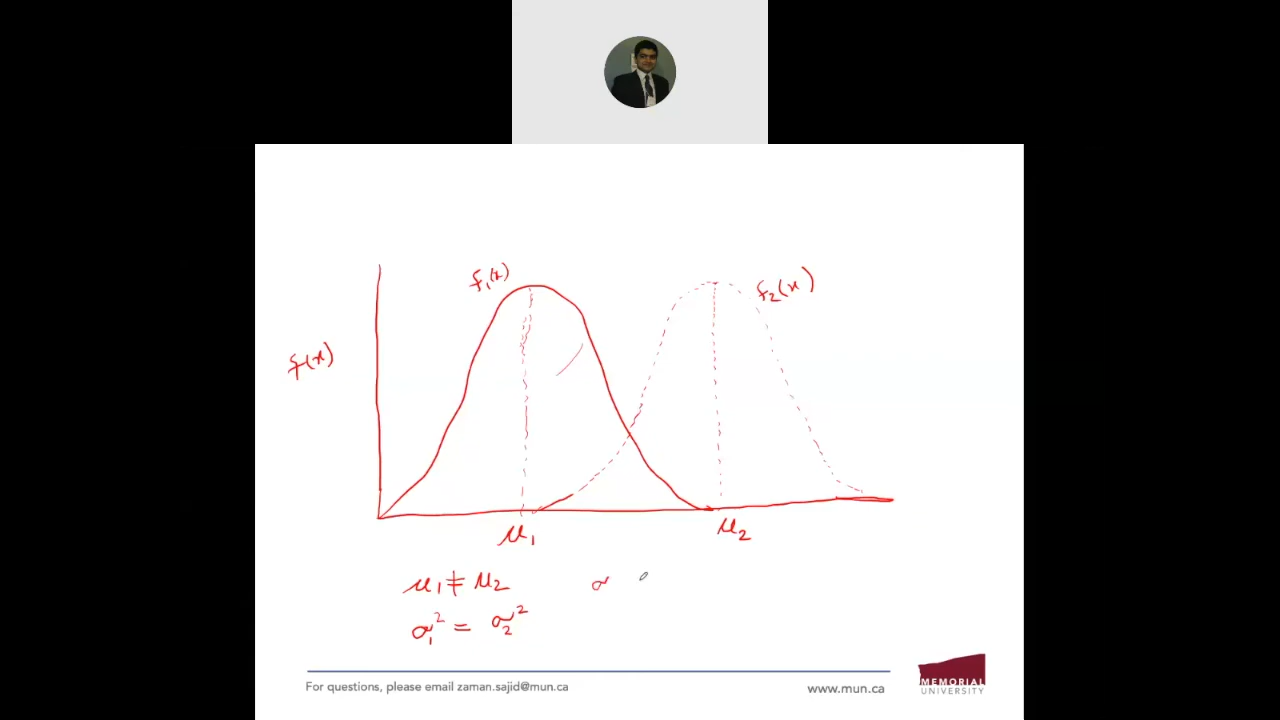 f₁(x)
f₂(x)
f(x)
μ₁
μ₂
μ₁ ≠ μ₂
σ
σ₁² = σ₂²
For questions, please email zaman.sajid@mun.ca
www.mun.ca
MEMORIAL
UNIVERSITY